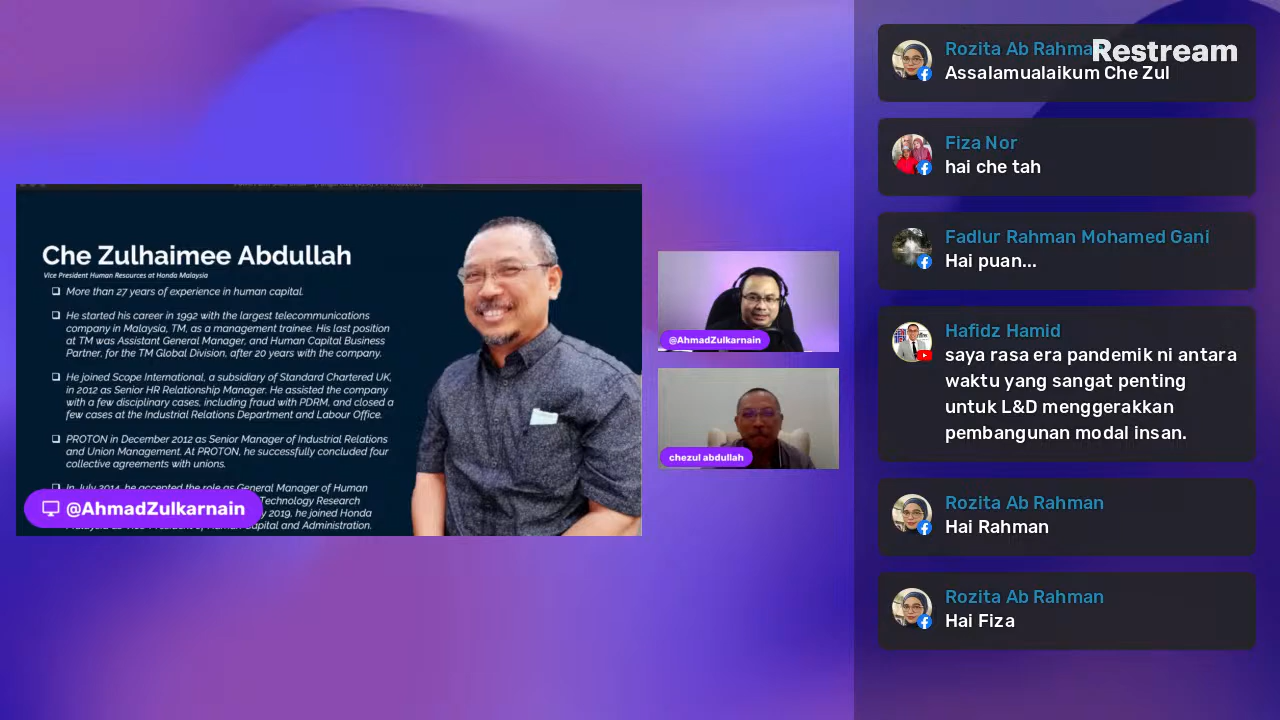 Che Zulhaimee Abdullah
Vice President Human Resources at Honda Malaysia
More than 27 years of experience in human capital.
He started his career in 1992 with the largest telecommunications
company in Malaysia, TM, as a management trainee. His last position
at TM was Assistant General Manager, and Human Capital Business
Partner, for the TM Global Division, after 20 years with the company.
He joined Scope International, a subsidiary of Standard Chartered UK,
in 2012 as Senior HR Relationship Manager. He assisted the company
with a few disciplinary cases, including fraud with PDRM, and closed a
few cases at the Industrial Relations Department and Labour Office.
PROTON in December 2012 as Senior Manager of Industrial Relations
and Union Management. At PROTON, he successfully concluded four
collective agreements with unions.
In July 2014, he accepted the role as General Manager of Human
Technology Research
2019, he joined Honda
Capital and Administration.
@AhmadZulkarnain
@AhmadZulkarnain
chezul abdullah
Restream
Rozita Ab Rahman
Assalamualaikum Che Zul
Fiza Nor
hai che tah
Fadlur Rahman Mohamed Gani
Hai puan...
Hafidz Hamid
saya rasa era pandemik ni antara
waktu yang sangat penting
untuk L&D menggerakkan
pembangunan modal insan.
Rozita Ab Rahman
Hai Rahman
Rozita Ab Rahman
Hai Fiza